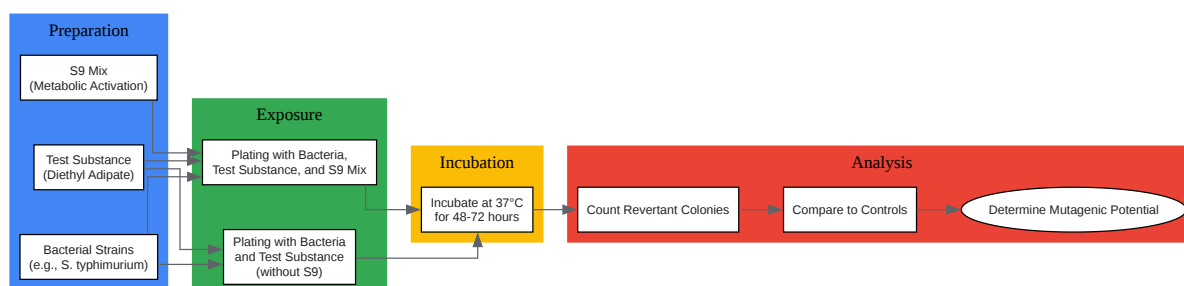 Preparation
S9 Mix
(Metabolic Activation)
Test Substance
(Diethyl Adipate)
Bacterial Strains
(e.g., S. typhimurium)
Exposure
Plating with Bacteria,
Test Substance, and S9 Mix
Plating with Bacteria
and Test Substance
(without S9)
Incubation
Incubate at 37°C
for 48-72 hours
Analysis
Count Revertant Colonies
Compare to Controls
Determine Mutagenic Potential